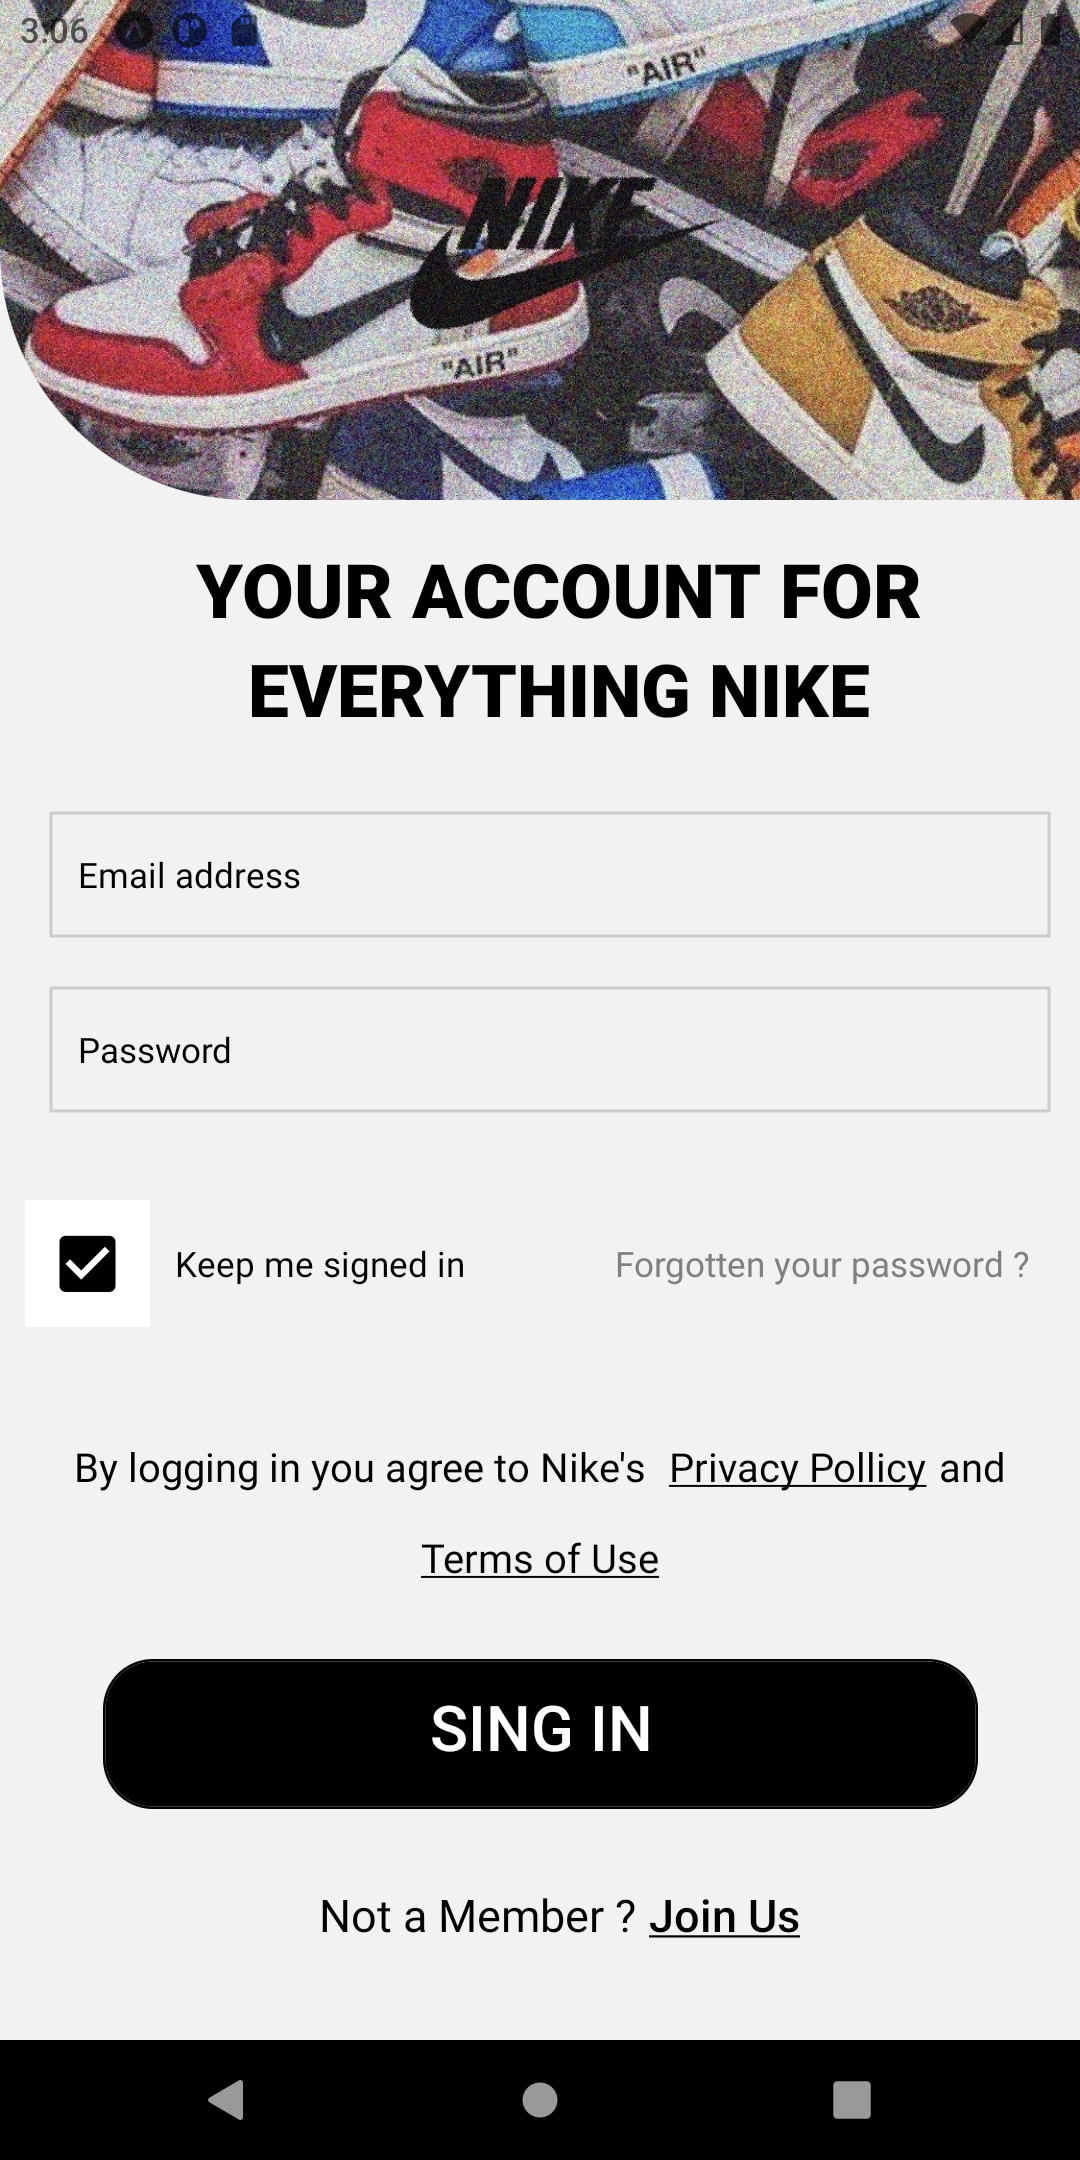 3:06
"AIR"
NIKE
"AIR"
YOUR ACCOUNT FOR
EVERYTHING NIKE
Email address
Password
Keep me signed in
Forgotten your password ?
By logging in you agree to Nike's Privacy Pollicy and
Terms of Use
SING IN
Not a Member ? Join Us